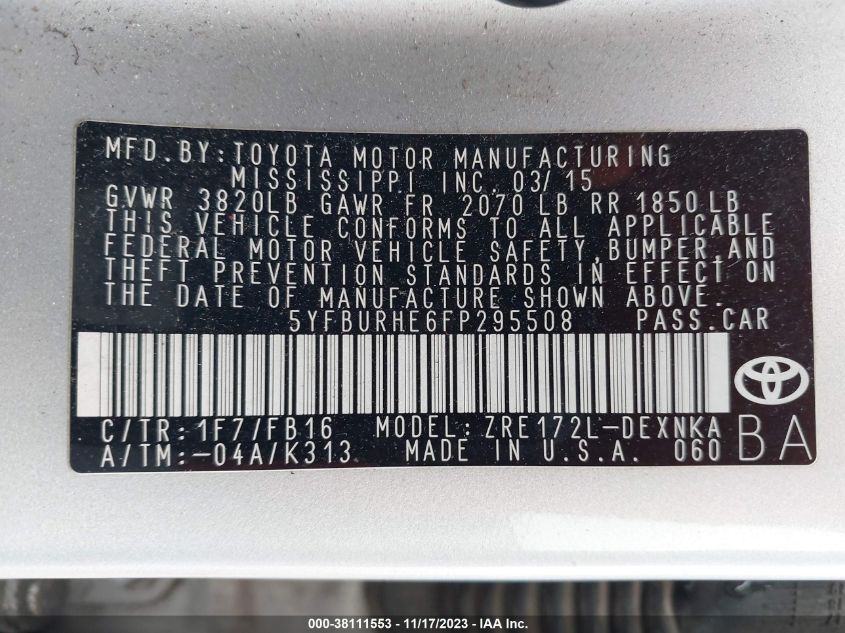 MFD.BY:TOYOTA MOTOR MANUFACTURING
MISSISSIPPI INC.03/15
GVWR 3820LB GAWR FR 2070 LB RR 1850LB
THIS VEHICLE CONFORMS TO ALL APPLICABLE
FEDERAL MOTOR VEHICLE SAFETY,BUMPER,AND
THEFT PREVENTION STANDARDS IN EFFECT ON
THE DATE OF MANUFACTURE SHOWN ABOVE.
5YFBURHE6FP295508 PASS.CAR
C/TR:1F7/FB16 MODEL:ZRE172L-DEXNKA
A/TM:-04A/K313 MADE IN U.S.A. 060 BA
000-38111553 - 11/17/2023 - IAA Inc.